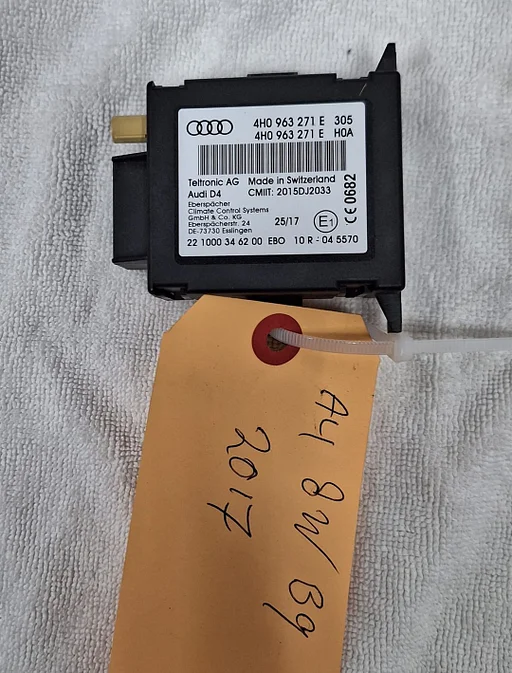 4H0 963 271 E 305
4H0 963 271 E H0A
Teltronic AG Made in Switzerland
Audi D4 CMIIT: 2015DJ2033
Eberspächer
Climate Control Systems
GmbH & Co. KG
Eberspächerstr. 24
DE-73730 Esslingen
25/17
E1
CE 0682
22 1000 34 62 00 EBO 10 R - 04 5570
A4 8W B9
2017